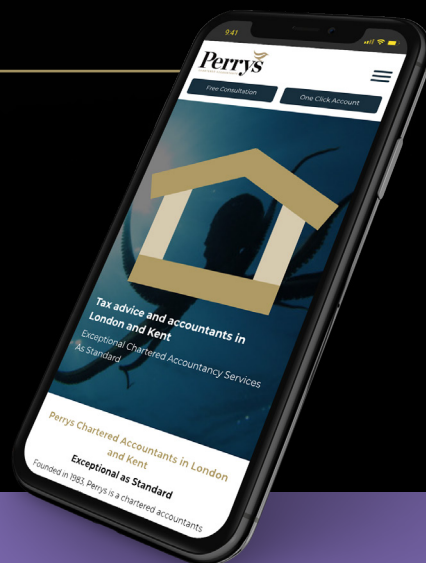 9:41
Perrys
Free Consultation
One Click Account
Tax advice and accountants in
London and Kent
Exceptional Chartered Accountancy Services
As Standard
Perrys Chartered Accountants in London
and Kent
Exceptional as Standard
Founded in 1983, Perrys is a chartered accountants